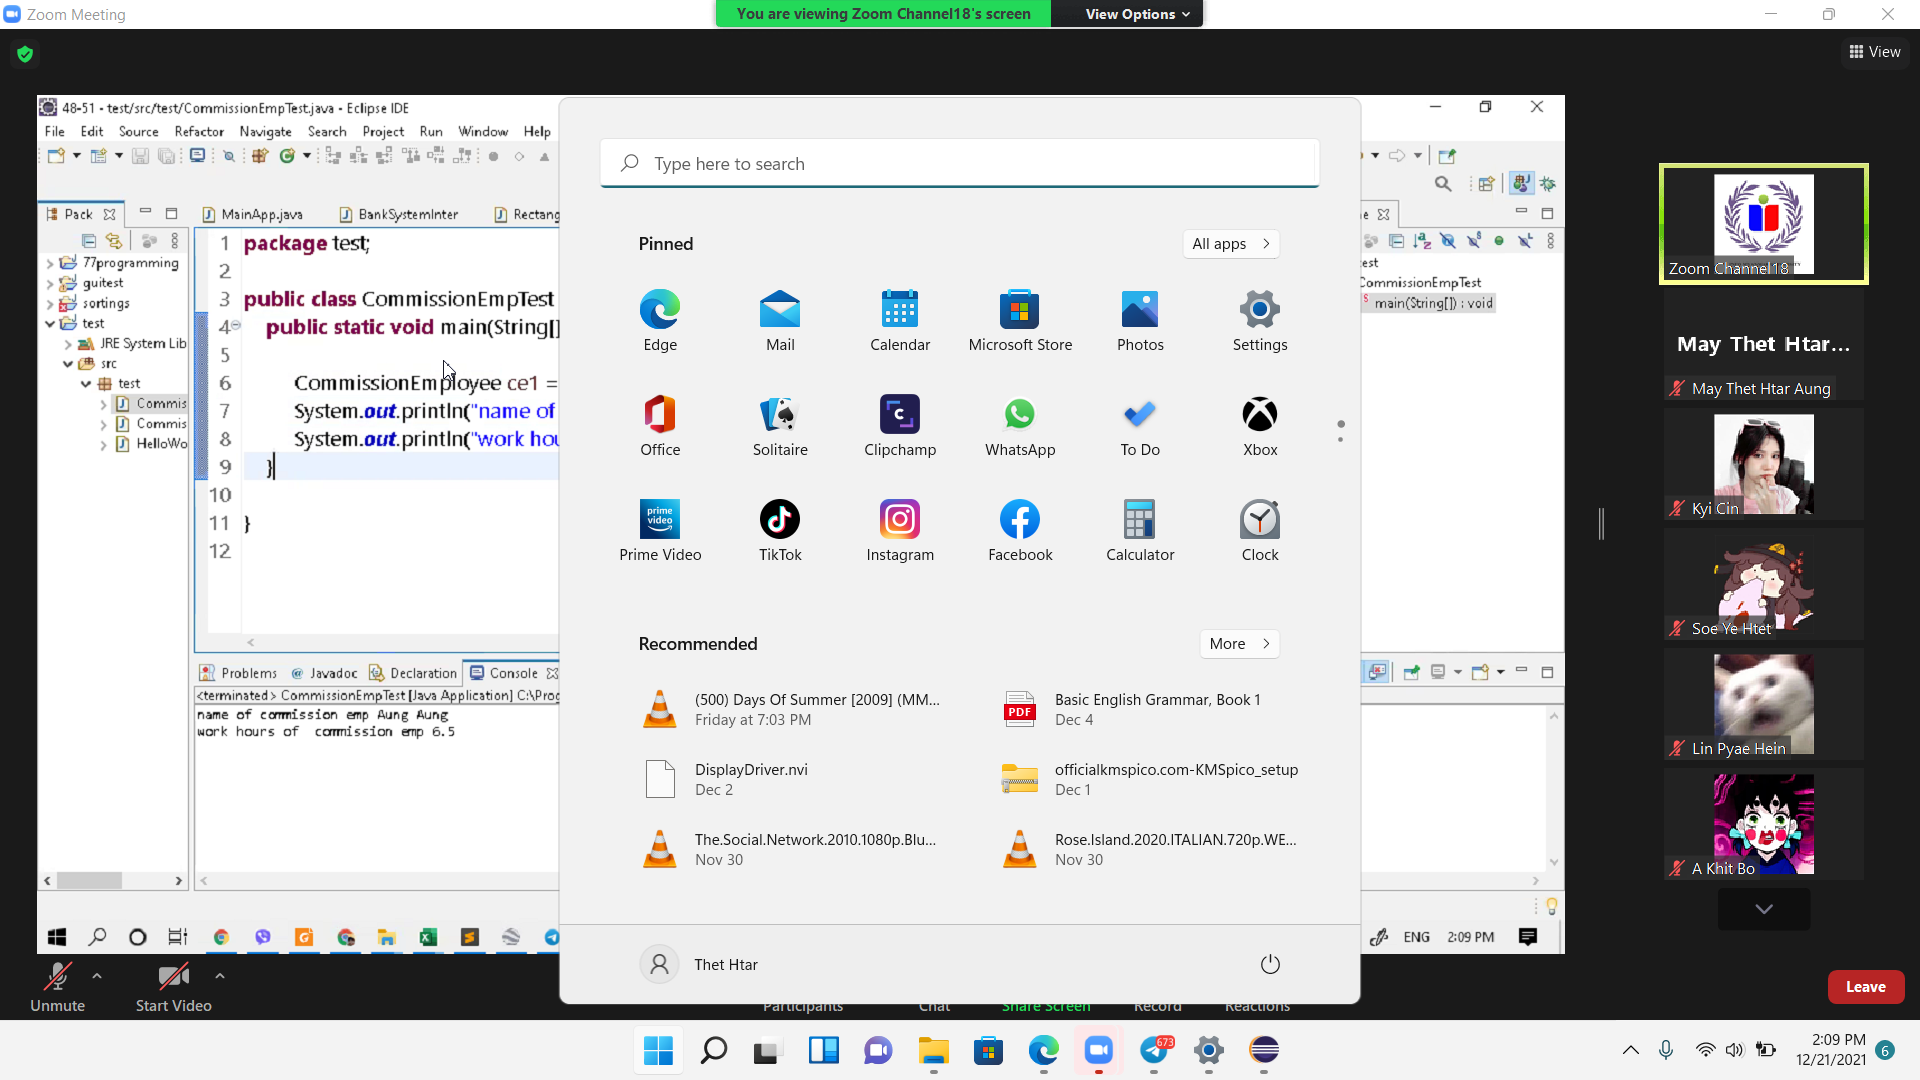 Zoom Meeting
You are viewing Zoom Channel18's screen
View Options
View
48-51 - test/src/test/CommissionEmpTest.java - Eclipse IDE
File Edit Source Refactor Navigate Search Project Run Window Help
Pack
MainApp.java
BankSystemInter
Rectang
77programming
guitest
sortings
test
JRE System Lib
src
test
Commis
Commis
HelloWo
1 package test;
2
3 public class CommissionEmpTest
4 public static void main(String[]
5
6 CommissionEmployee ce1 =
7 System.out.println("name of
8 System.out.println("work hou
9 }
10
11 }
12
Problems @ Javadoc Declaration Console
<terminated> CommissionEmpTest [Java Application] C:\Prog
name of commission emp Aung Aung
work hours of commission emp 6.5
Type here to search
Pinned
All apps
Edge
Mail
Calendar
Microsoft Store
Photos
Settings
Office
Solitaire
Clipchamp
WhatsApp
To Do
Xbox
prime video
Prime Video
TikTok
Instagram
Facebook
Calculator
Clock
Recommended
More
(500) Days Of Summer [2009] (MM...
Friday at 7:03 PM
PDF
Basic English Grammar, Book 1
Dec 4
DisplayDriver.nvi
Dec 2
officialkmspico.com-KMSpico_setup
Dec 1
The.Social.Network.2010.1080p.Blu...
Nov 30
Rose.Island.2020.ITALIAN.720p.WE...
Nov 30
Thet Htar
e
est
CommissionEmpTest
main(String[]) : void
ENG 2:09 PM
Zoom Channel18
May Thet Htar...
May Thet Htar Aung
Kyi Cin
Soe Ye Htet
Lin Pyae Hein
A Khit Bo
Unmute
Start Video
Participants
Chat
Share Screen
Record
Reactions
Leave
673
2:09 PM
12/21/2021
6